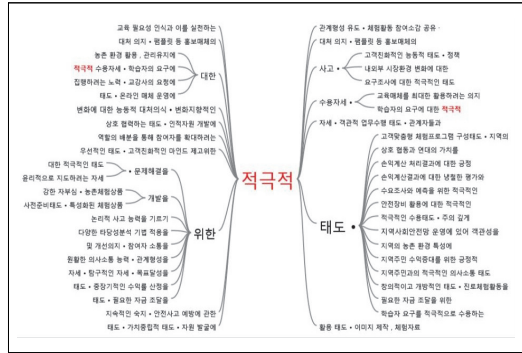 교육 필요성 인식과 이를 실천하는
대처 의지 • 팸플릿 등 홍보매체의
농촌 환경 활용 , 관리유지에
적극적 수용자세 • 학습자의 요구에
집행하려는 노력 • 고강사의 요청에
태도 • 온라인 매체 운영에
대한
변화에 대한 능동적 대처의식 • 변화지향적인
상호 협력하는 태도 • 인적자원 개발에
역할의 배분을 통해 참여자를 확대하려는
우선적인 태도 • 고객진화적인 마인드 제고위한
대한 적극적인 태도
윤리적으로 지도하려는 자세
• 문제해결을
강한 자부심 • 농촌체험상품
사전준비태도 • 특성화된 체험상품
개발을
논리적 사고 능력을 기르기
다양한 타당성분석 기법 적용을
및 개선의지 • 참여자 소통을
원활한 의사소통 능력 • 관계형성을
자세 • 탐구적인 자세 • 목표달성을
태도 • 중장기적인 수익률 산정을
태도 • 필요한 자금 조달을
위한
지속적인 숙지 • 안전사고 예방에 관한
태도 • 가치중립적 태도 • 자원 발굴에
적극적
관계형성 유도 • 체험활동 참여소감 공유 ·
대처 의지 • 팸플릿 등 홍보매체의
사고 •
고객진화적인 능동적 태도 • 정책
내외부 시장환경 변화에 대한
요구조사에 대한 적극적인 태도
수용자세 •
교육매체를 최대한 활용하려는 의지
학습자의 요구에 대한 적극적
자세 • 객관적 업무수행 태도 • 관계자들과
태도 •
고객맞춤형 체험프로그램 구성태도 • 지역의
상호 협동과 연대의 가치를
손익계산 처리결과에 대한 긍정
손익계산결과에 대한 냉철한 평가와
수요조사와 예측을 위한 적극적인
안전장비 활용에 대한 적극적인
적극적인 수용태도 • 주의 깊게
지역사회안전망 운영에 있어 객관성을
지역의 농촌 환경 특성에
지역주민 수익증대를 위한 긍정적
지역주민과의 적극적인 의사소통 태도
창의적이고 개방적인 태도 • 진로체험활동을
필요한 자금 조달을 위한
학습자 요구를 적극적으로 수용하는
활용 태도 • 이미지 제작 , 체험자료